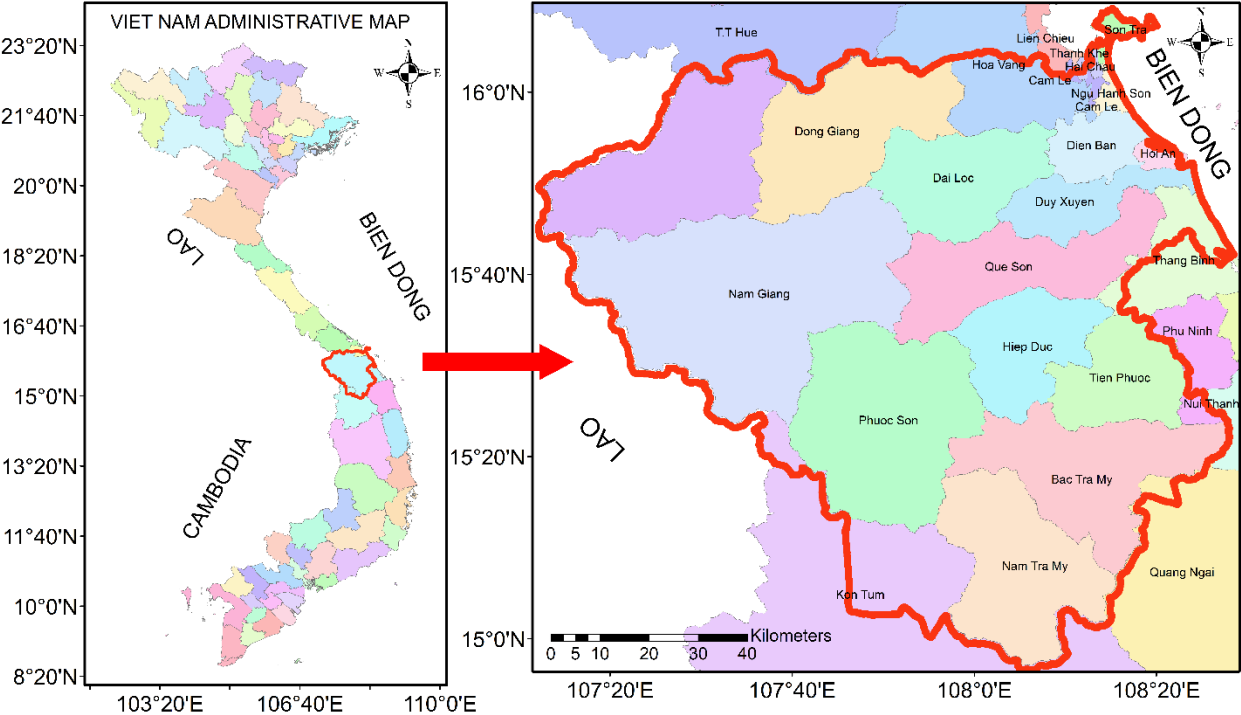 VIET NAM ADMINISTRATIVE MAP
N
W
E
S
23°20'N
21°40'N
20°0'N
18°20'N
16°40'N
15°0'N
13°20'N
11°40'N
10°0'N
8°20'N
LAO
BIEN DONG
CAMBODIA
103°20'E
106°40'E
110°0'E
T.T Hue
Lien Chieu
Son Tra
N
W
E
S
Thanh Khe
Hoa Vang
Hai Chau
Cam Le
Ngu Hanh Son
Cam Le
BIEN DONG
Dong Giang
Dien Ban
Hoi An
Dai Loc
Duy Xuyen
Que Son
Thang Binh
Nam Giang
Phu Ninh
Hiep Duc
Tien Phuoc
Nui Thanh
Phuoc Son
LAO
Bac Tra My
Nam Tra My
Quang Ngai
Kon Tum
Kilometers
0 5 10 20 30 40
16°0'N
15°40'N
15°20'N
15°0'N
107°20'E
107°40'E
108°0'E
108°20'E